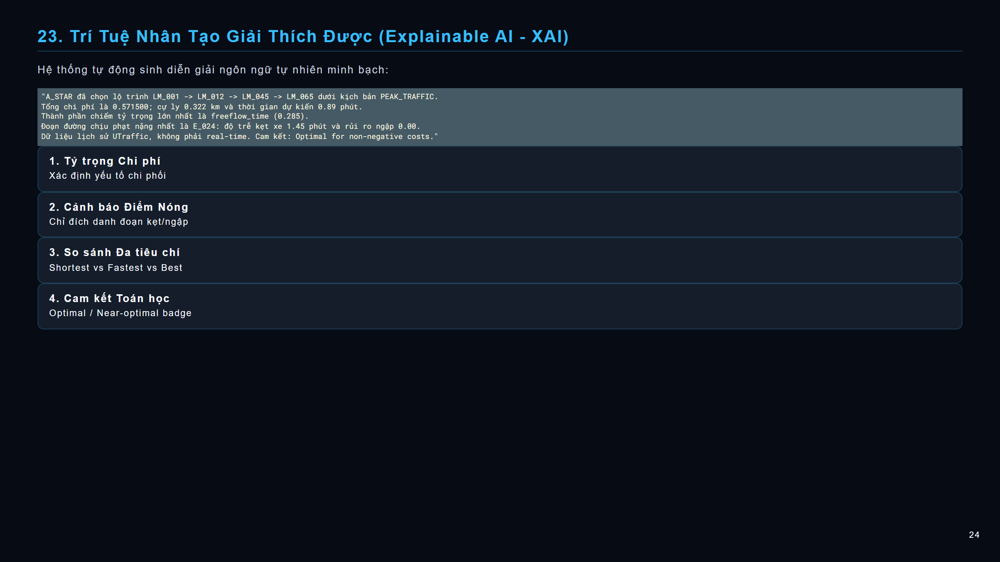 23. Trí Tuệ Nhân Tạo Giải Thích Được (Explainable AI - XAI)
Hệ thống tự động sinh diễn giải ngôn ngữ tự nhiên minh bạch:
"A_STAR đã chọn lộ trình LM_001 -> LM_012 -> LM_045 -> LM_065 dưới kịch bản PEAK_TRAFFIC.
Tổng chi phí là 0.571500; cự ly 0.322 km và thời gian dự kiến 0.89 phút.
Thành phần chiếm tỷ trọng lớn nhất là freeflow_time (0.285).
Đoạn đường chịu phạt nặng nhất là E_024: độ trễ kẹt xe 1.45 phút và rủi ro ngập 0.00.
Dữ liệu lịch sử UTraffic, không phải real-time. Cam kết: Optimal for non-negative costs."
1. Tỷ trọng Chi phí
Xác định yếu tố chi phối
2. Cảnh báo Điểm Nóng
Chỉ đích danh đoạn kẹt/ngập
3. So sánh Đa tiêu chí
Shortest vs Fastest vs Best
4. Cam kết Toán học
Optimal / Near-optimal badge
24